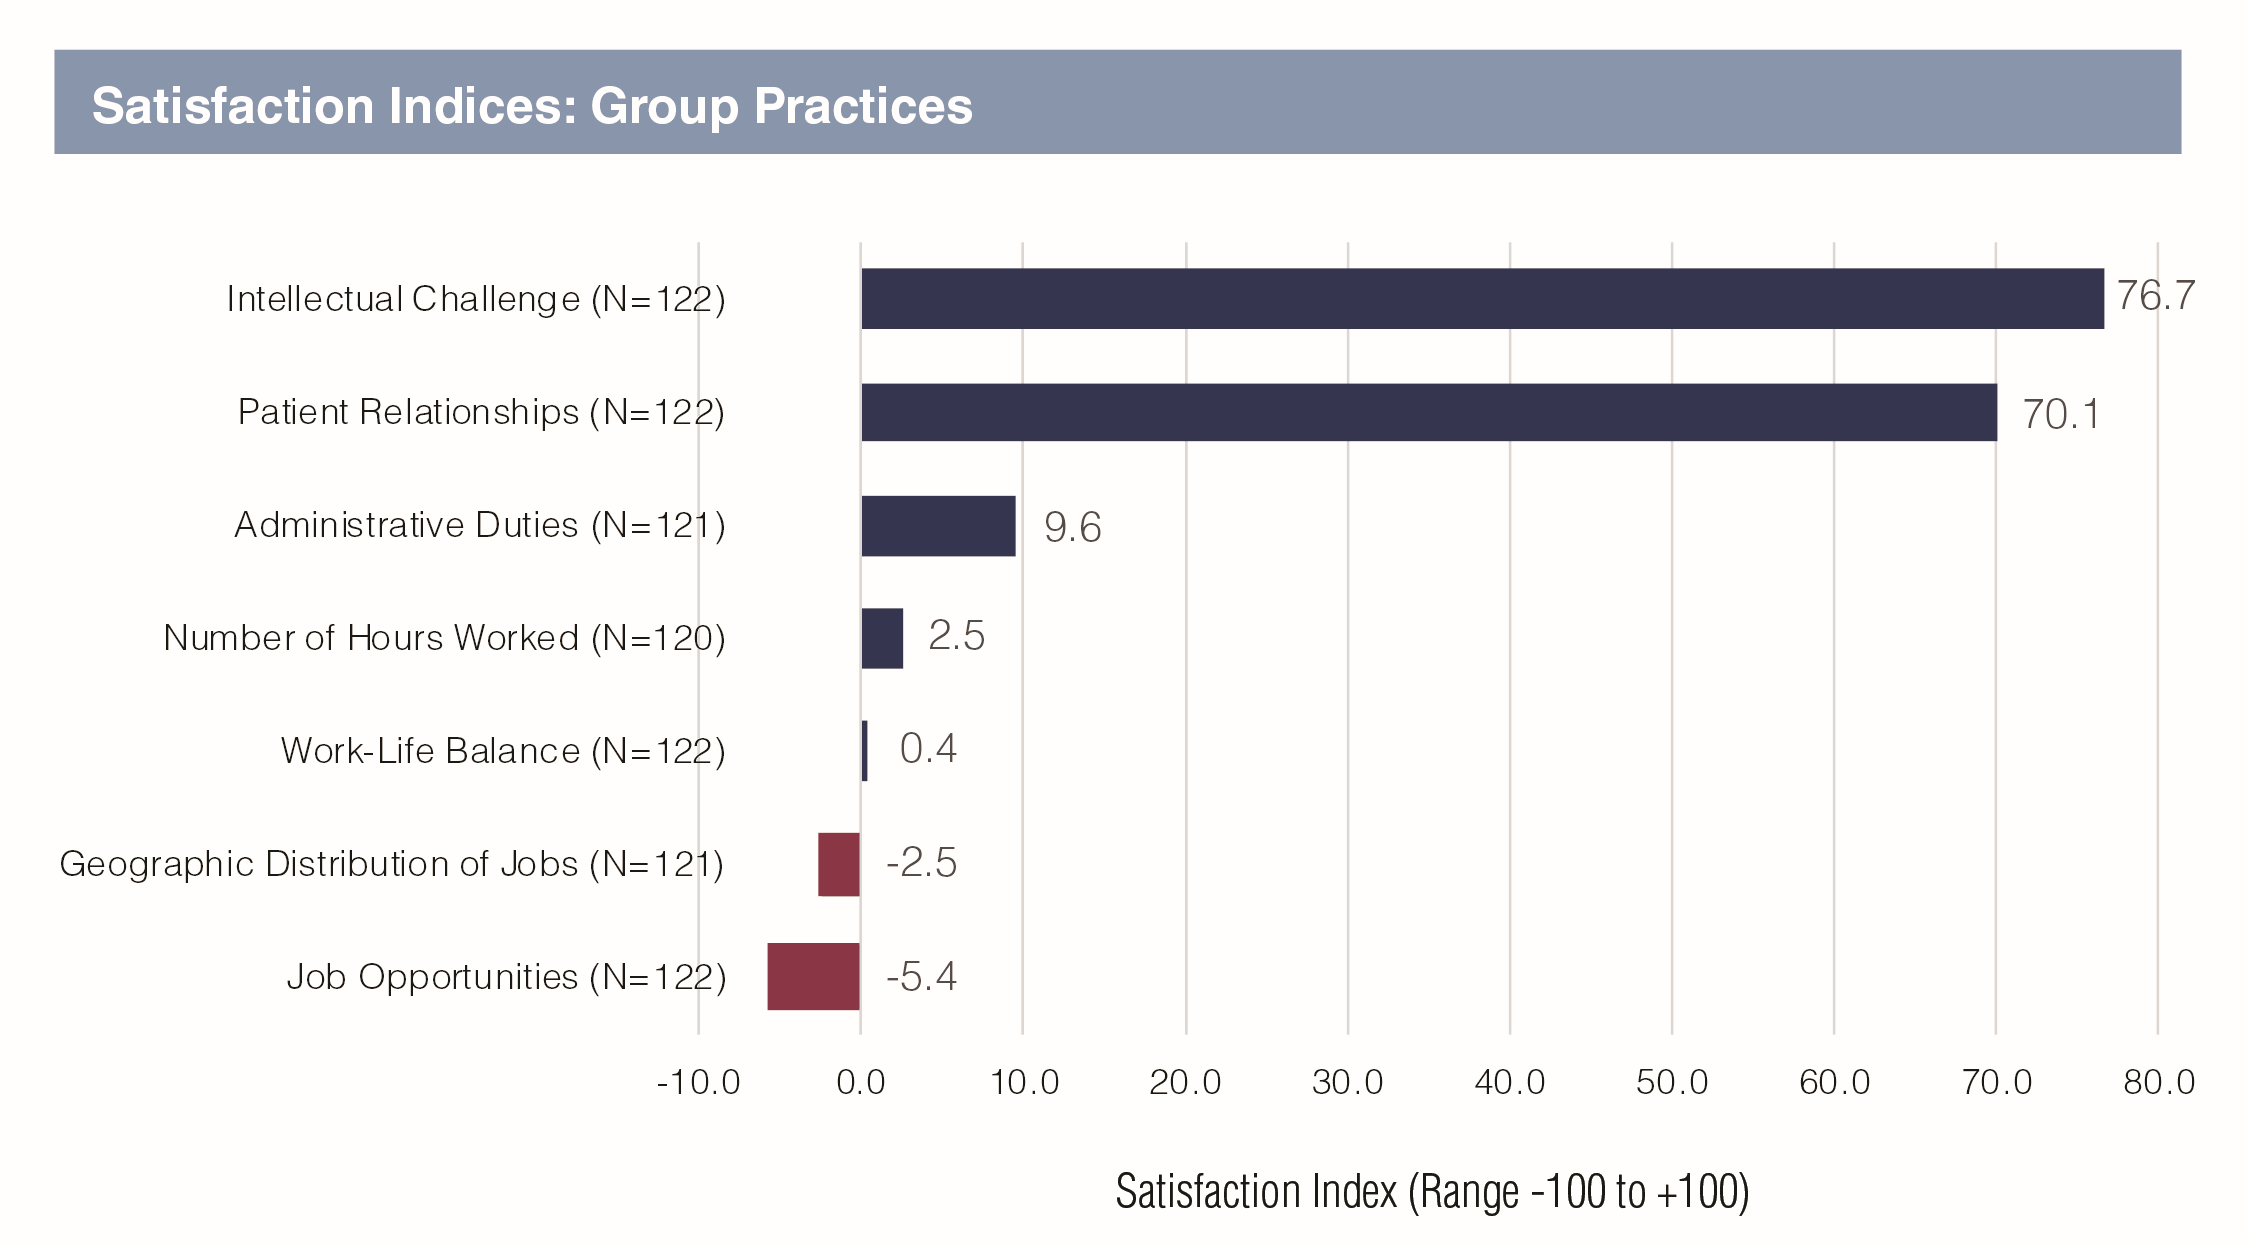 Satisfaction Indices: Group Practices
Intellectual Challenge (N=122) 76.7
Patient Relationships (N=122) 70.1
Administrative Duties (N=121) 9.6
Number of Hours Worked (N=120) 2.5
Work-Life Balance (N=122) 0.4
Geographic Distribution of Jobs (N=121) -2.5
Job Opportunities (N=122) -5.4
-10.0 0.0 10.0 20.0 30.0 40.0 50.0 60.0 70.0 80.0
Satisfaction Index (Range -100 to +100)